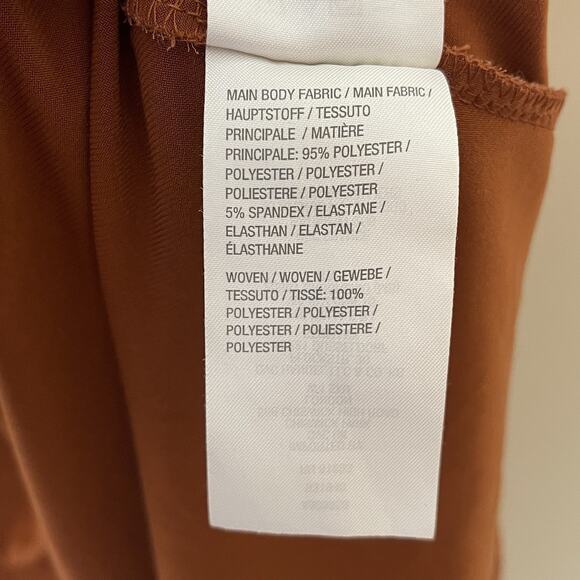 MAIN BODY FABRIC / MAIN FABRIC /
HAUPTSTOFF / TESSUTO
PRINCIPALE / MATIÈRE
PRINCIPALE: 95% POLYESTER /
POLYESTER / POLYESTER /
POLIESTERE / POLYESTER
5% SPANDEX / ELASTANE /
ELASTHAN / ELASTAN /
ÉLASTHANNE
WOVEN / WOVEN / GEWEBE /
TESSUTO / TISSÉ: 100%
POLYESTER / POLYESTER /
POLYESTER / POLIESTERE /
POLYESTER